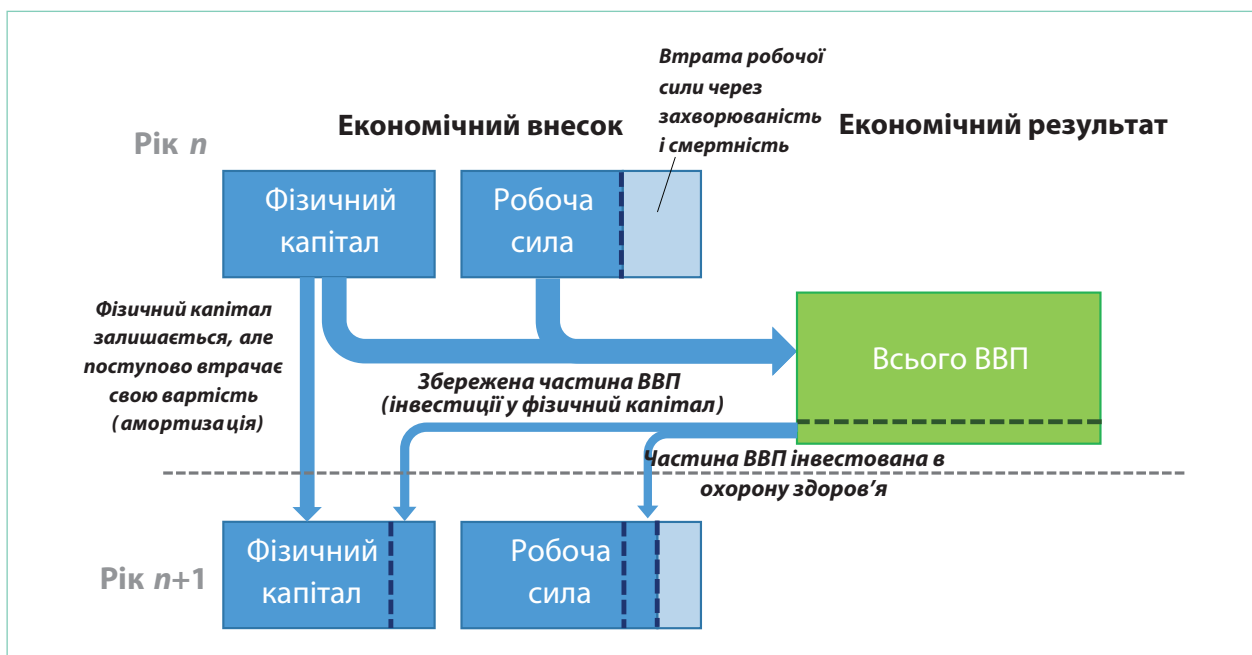 Втрата робочої
сили через
захворюваність
і смертність
Економічний внесок
Економічний результат
Рік n
Фізичний
капітал
Робоча
сила
Фізичний капітал
залишається, але
поступово втрачає
свою вартість
(амортизація)
Всього ВВП
Збережена частина ВВП
(інвестиції у фізичний капітал)
Частина ВВП інвестована в
охорону здоров’я
Рік n+1
Фізичний
капітал
Робоча
сила